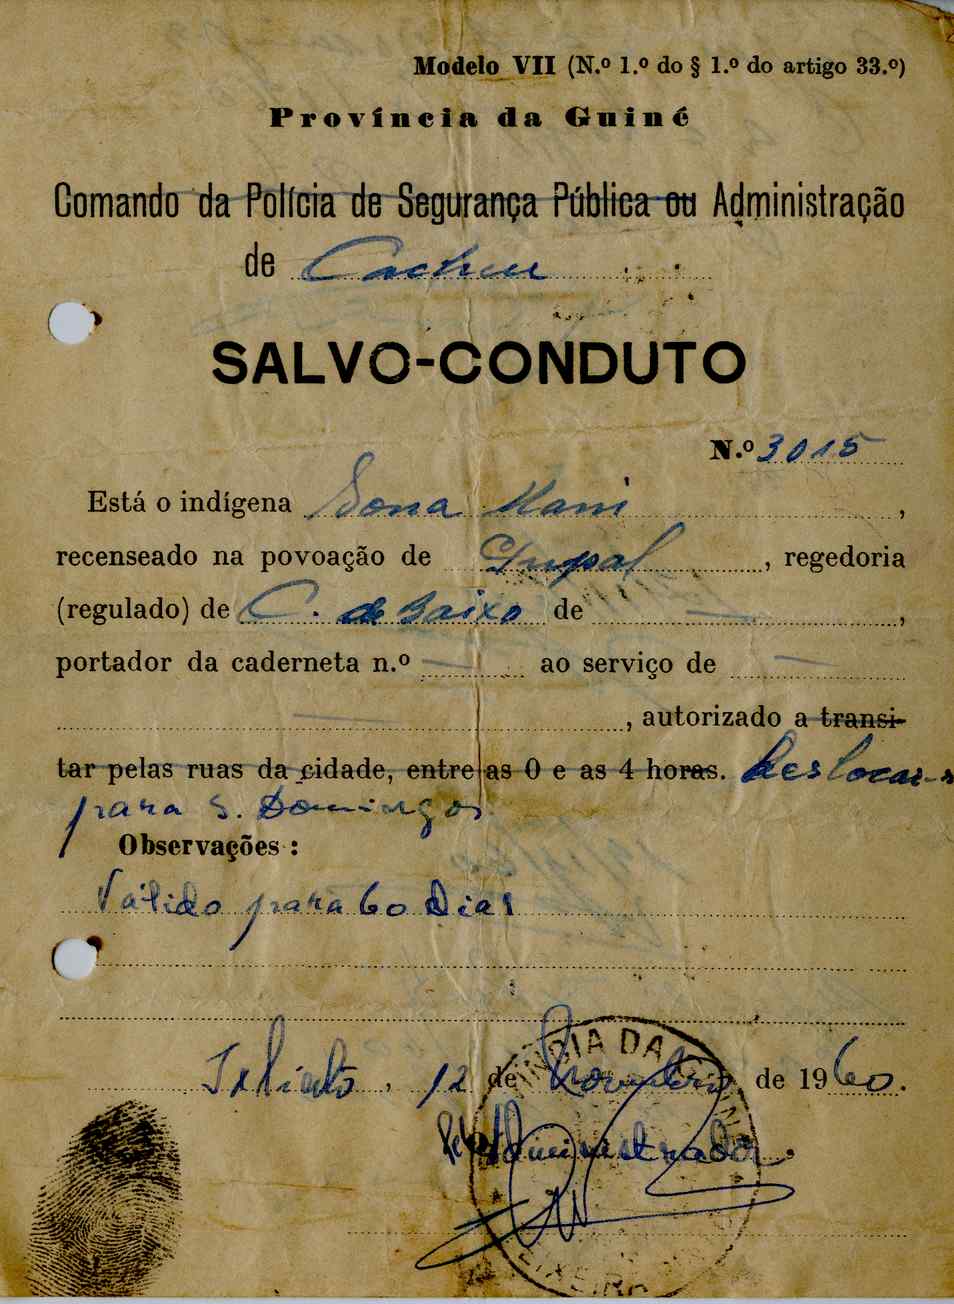 Modelo VII (N.º 1.º do § 1.º do artigo 33.º)
Província da Guiné
Comando da Polícia de Segurança Pública ou Administração
de Cacheu
SALVO-CONDUTO
N.º 3015
Está o indígena Sona Mani,
recenseado na povoação de, regedoria
(regulado) de C. de Baixo de,
portador da caderneta n.º — ao serviço de —
—, autorizado a transi-
tar pelas ruas da cidade, entre as 0 e as 4 horas. deslocar-se
para S. Domingos
Observações:
Válido para 60 Dias
, 12 de Novembro de 1960.
Pelo Administrador.